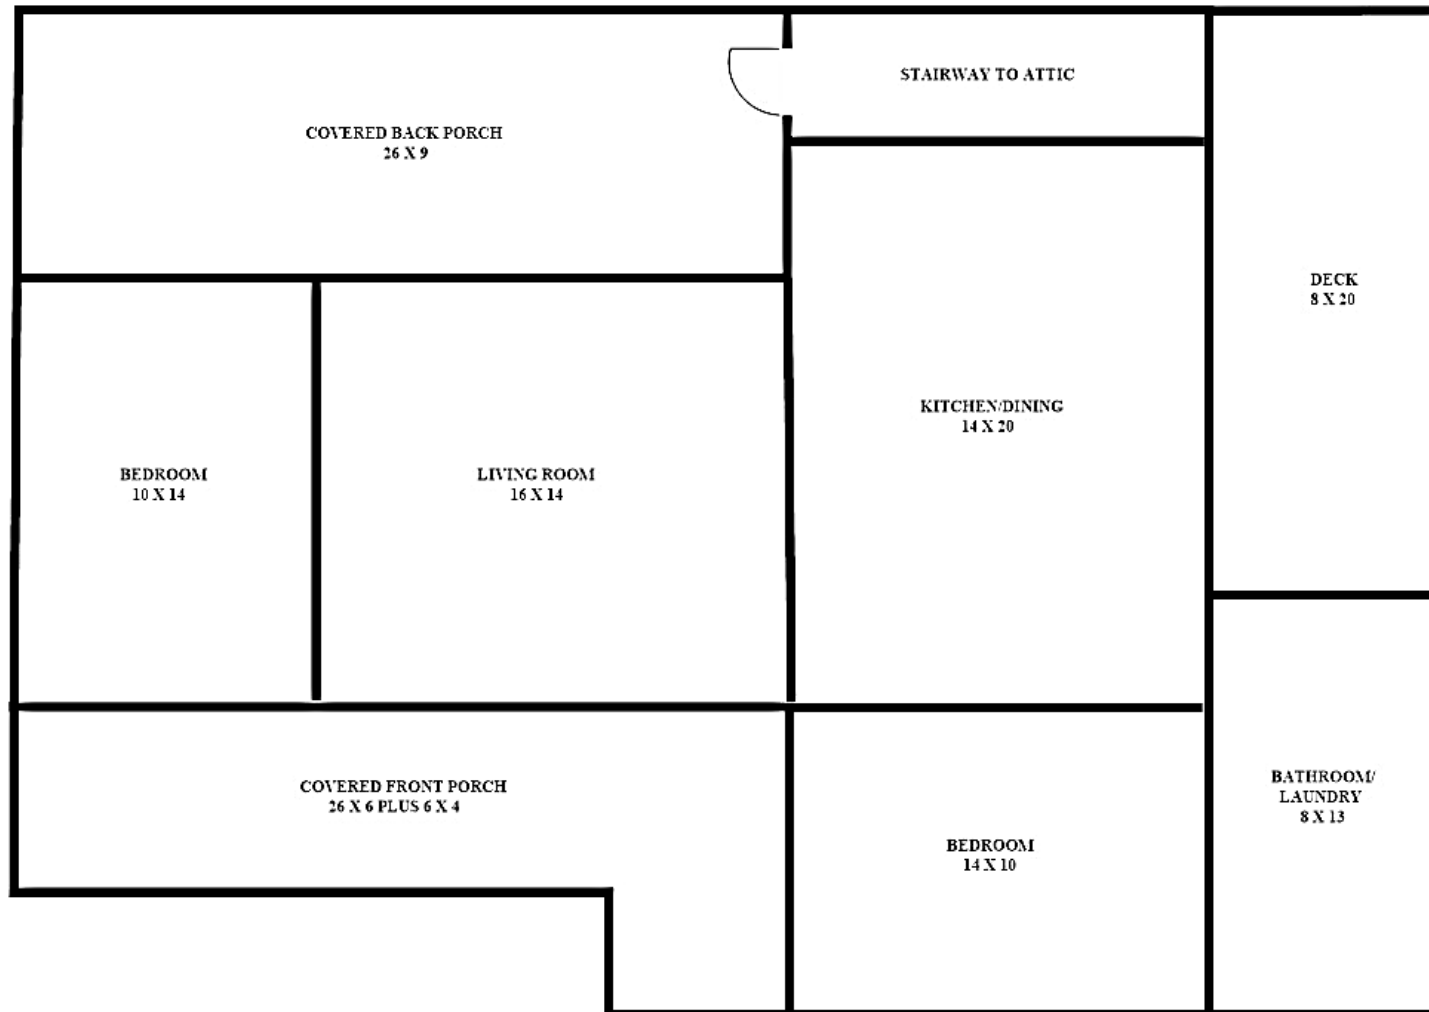 STAIRWAY TO ATTIC
COVERED BACK PORCH
26 X 9
DECK
8 X 20
KITCHEN/DINING
14 X 20
BEDROOM
10 X 14
LIVING ROOM
16 X 14
COVERED FRONT PORCH
26 X 6 PLUS 6 X 4
BATHROOM/
LAUNDRY
8 X 13
BEDROOM
14 X 10